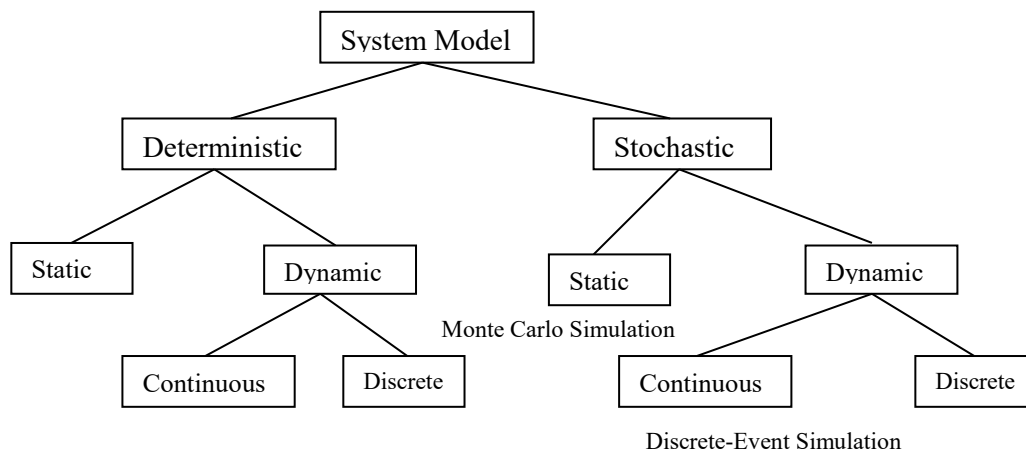 System Model
Deterministic
Stochastic
Static
Dynamic
Static
Dynamic
Monte Carlo Simulation
Continuous
Discrete
Continuous
Discrete
Discrete-Event Simulation